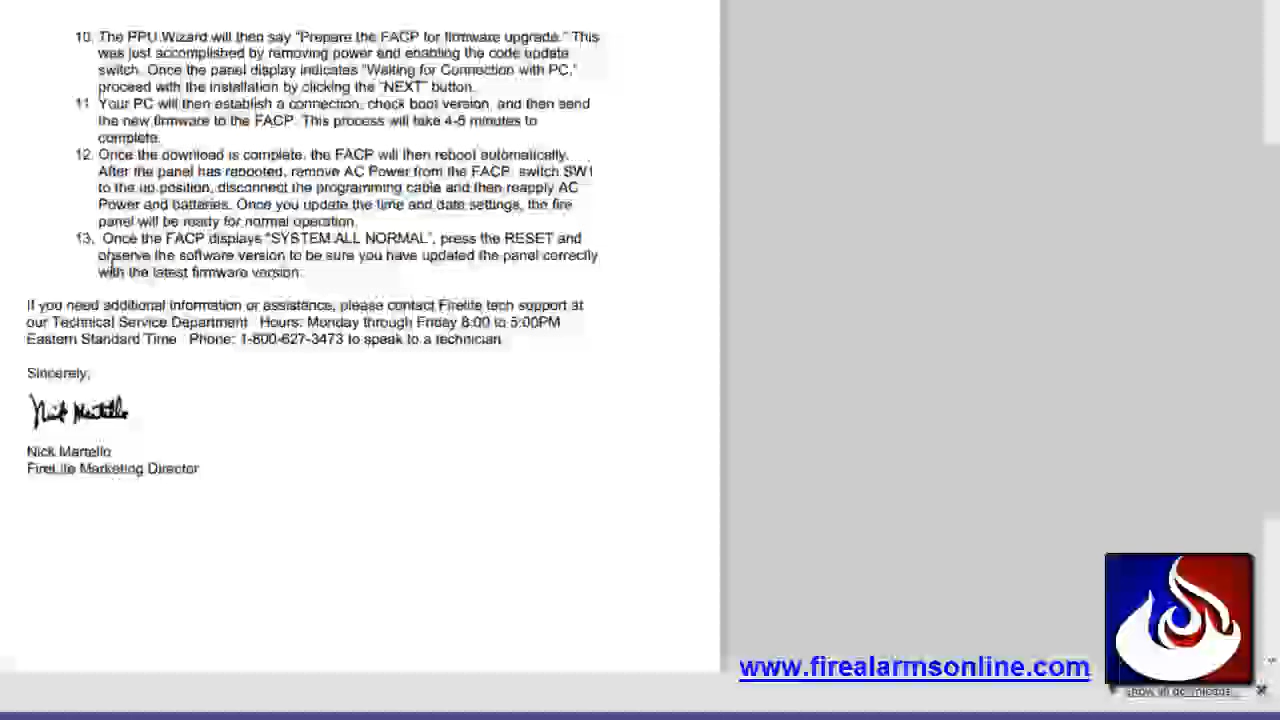 10. The PPU Wizard will then say "Prepare the FACP for firmware upgrade." This
was just accomplished by removing power and enabling the code update
switch. Once the panel display indicates "Waiting for Connection with PC,"
proceed with the installation by clicking the "NEXT" button.
11. Your PC will then establish a connection, check boot version, and then send
the new firmware to the FACP. This process will take 4-5 minutes to
complete.
12. Once the download is complete, the FACP will then reboot automatically.
After the panel has rebooted, remove AC Power from the FACP, switch SW1
to the up position, disconnect the programming cable and then reapply AC
Power and batteries. Once you update the time and date settings, the fire
panel will be ready for normal operation.
13. Once the FACP displays "SYSTEM ALL NORMAL", press the RESET and
observe the software version to be sure you have updated the panel correctly
with the latest firmware version.
If you need additional information or assistance, please contact Firelite tech support at
our Technical Service Department Hours: Monday through Friday 8:00 to 5:00PM
Eastern Standard Time Phone: 1-800-627-3473 to speak to a technician
Sincerely,
Nick Martello
Nick Martello
FireLite Marketing Director
www.firealarmsonline.com
Show all downloads...